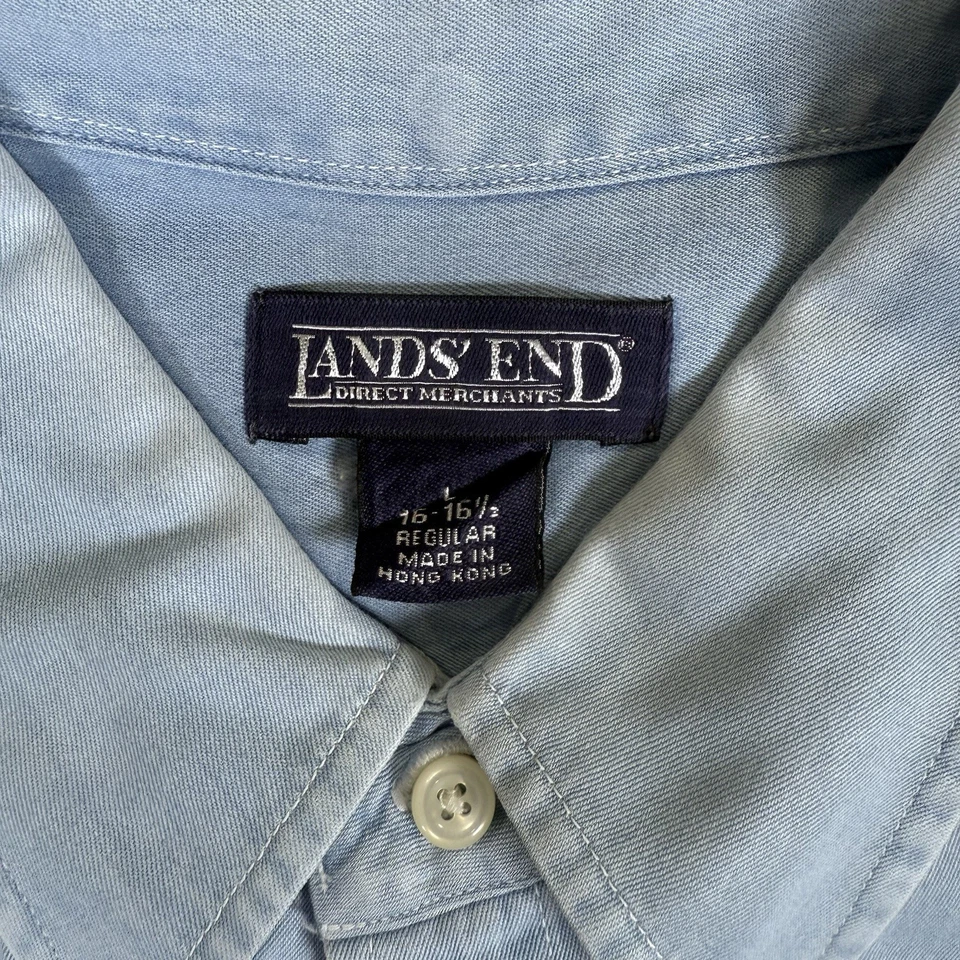 LANDS' END®
DIRECT MERCHANTS
L
16-16½
REGULAR
MADE IN
HONG KONG